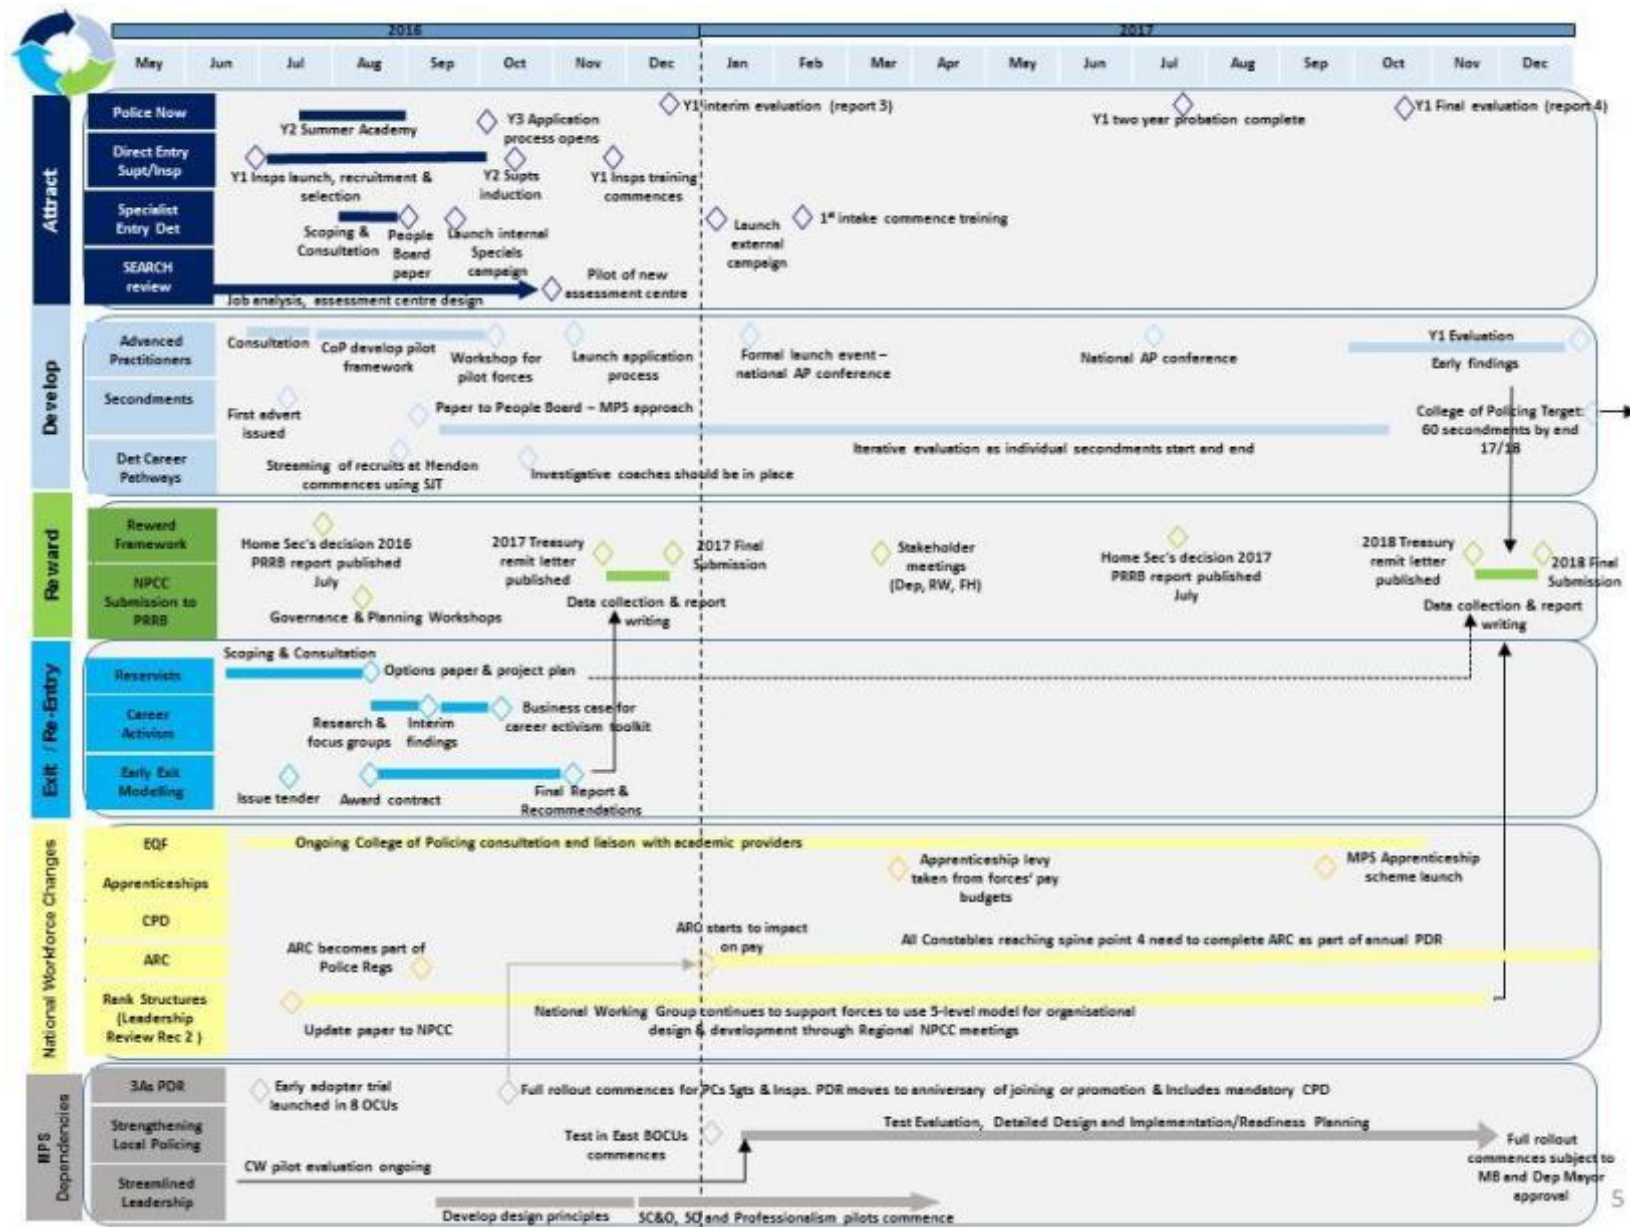 2016
2017
May Jun Jul Aug Sep Oct Nov Dec Jan Feb Mar Apr May Jun Jul Aug Sep Oct Nov Dec
Attract
Police Now
Y2 Summer Academy
Y3 Application
process opens
Y1 interim evaluation (report 3)
Y1 two year probation complete
Y1 Final evaluation (report 4)
Direct Entry
Supt/Insp
Y1 Insps launch, recruitment &
selection
Y2 Supts
induction
Y1 Insps training
commences
Specialist
Entry Det
Scoping &
Consultation
People
Board
paper
Launch internal
Specials
campaign
Launch
external
campaign
1st intake commence training
SEARCH
review
Job analysis, assessment centre design
Pilot of new
assessment centre
Develop
Advanced
Practitioners
Consultation
CoP develop pilot
framework
Workshop for
pilot forces
Launch application
process
Formal launch event –
national AP conference
National AP conference
Y1 Evaluation
Early findings
Secondments
First advert
issued
Paper to People Board – MPS approach
Iterative evaluation as individual secondments start and end
College of Policing Target:
60 secondments by end
17/18
Det Career
Pathways
Streaming of recruits at Hendon
commences using SJT
Investigative coaches should be in place
Reward
Reward
Framework
Home Sec's decision 2016
PRRB report published
July
2017 Treasury
remit letter
published
2017 Final
Submission
Stakeholder
meetings
(Dep, RW, FH)
Home Sec's decision 2017
PRRB report published
July
2018 Treasury
remit letter
published
2018 Final
Submission
NPCC
Submission to
PRRB
Governance & Planning Workshops
Data collection & report
writing
Data collection & report
writing
Exit / Re-Entry
Reservists
Scoping & Consultation
Options paper & project plan
Career
Activism
Research &
focus groups
Interim
findings
Business case for
career activism toolkit
Early Exit
Modelling
Issue tender
Award contract
Final Report &
Recommendations
National Workforce Changes
EQF
Ongoing College of Policing consultation and liaison with academic providers
Apprenticeships
Apprenticeship levy
taken from forces' pay
budgets
MPS Apprenticeship
scheme launch
CPD
ARC
ARC becomes part of
Police Regs
ARC starts to impact
on pay
All Constables reaching spine point 4 need to complete ARC as part of annual PDR
Rank Structures
(Leadership
Review Rec 2 )
Update paper to NPCC
National Working Group continues to support forces to use 5-level model for organisational
design & development through Regional NPCC meetings
MPS
Dependencies
3As PDR
Early adopter trial
launched in 8 OCUs
Full rollout commences for PCs Sgts & Insps. PDR moves to anniversary of joining or promotion & Includes mandatory CPD
Strengthening
Local Policing
Test in East BOCUs
commences
Test Evaluation, Detailed Design and Implementation/Readiness Planning
Full rollout
commences subject to
MB and Dep Mayor
approval
Streamlined
Leadership
CW pilot evaluation ongoing
Develop design principles
SC&O, SO and Professionalism pilots commence
5